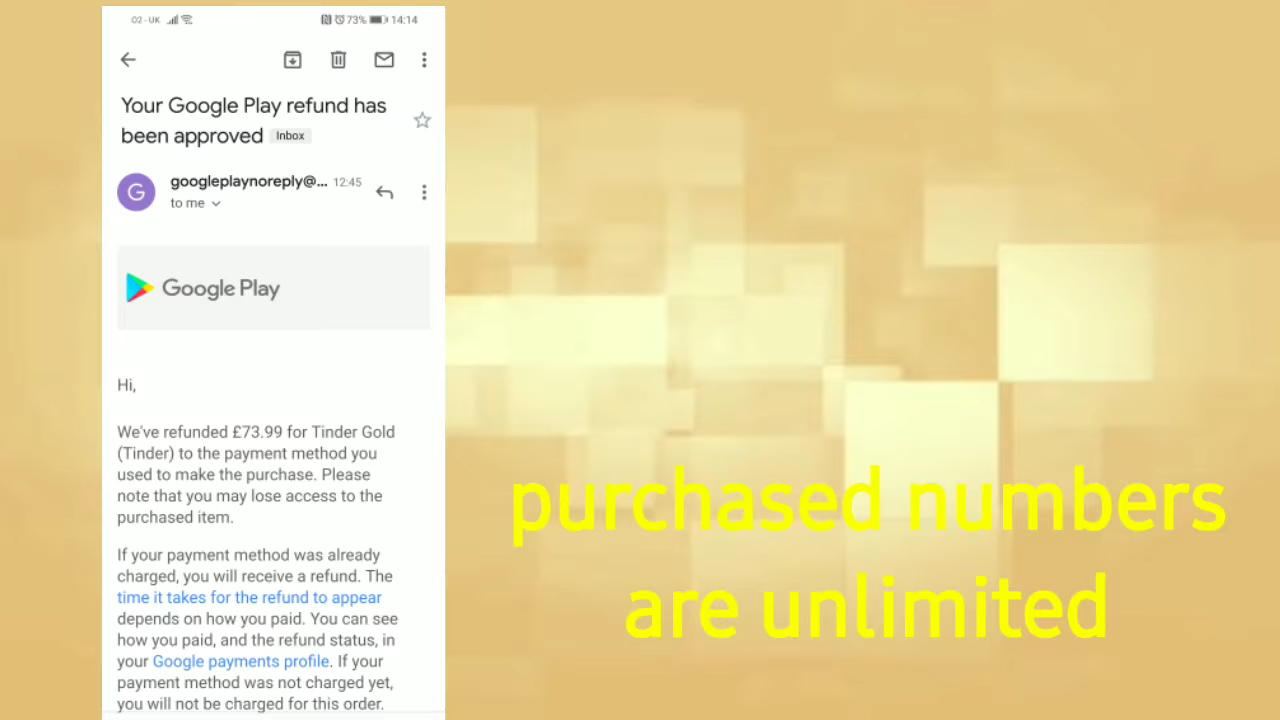 O2-UK 73% 14:14
Your Google Play refund has
been approved Inbox
googleplaynoreply@... 12:45
to me
G
Google Play
Hi,
We've refunded £73.99 for Tinder Gold
(Tinder) to the payment method you
used to make the purchase. Please
note that you may lose access to the
purchased item.
If your payment method was already
charged, you will receive a refund. The
time it takes for the refund to appear
depends on how you paid. You can see
how you paid, and the refund status, in
your Google payments profile. If your
payment method was not charged yet,
you will not be charged for this order.
purchased numbers
are unlimited